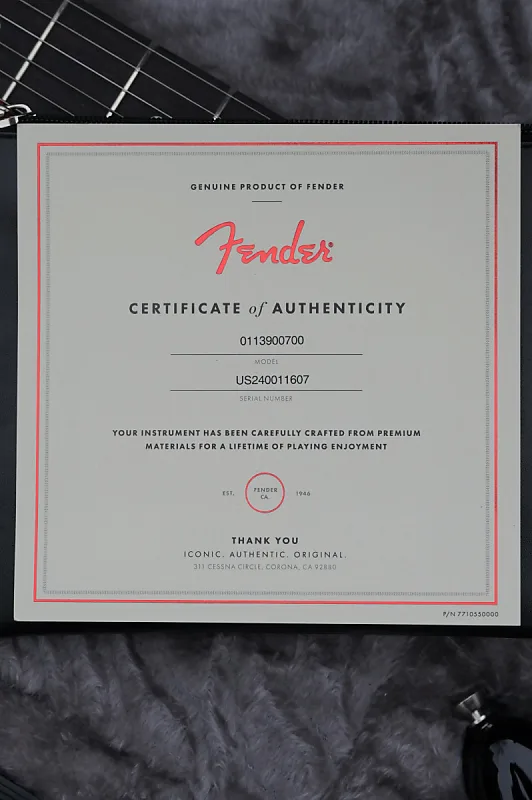 GENUINE PRODUCT OF FENDER
Fender®
CERTIFICATE of AUTHENTICITY
0113900700
MODEL
US240011607
SERIAL NUMBER
YOUR INSTRUMENT HAS BEEN CAREFULLY CRAFTED FROM PREMIUM
MATERIALS FOR A LIFETIME OF PLAYING ENJOYMENT
EST. FENDER CA. 1946
THANK YOU
ICONIC. AUTHENTIC. ORIGINAL.
311 CESSNA CIRCLE, CORONA, CA 92880
P/N 7710550000